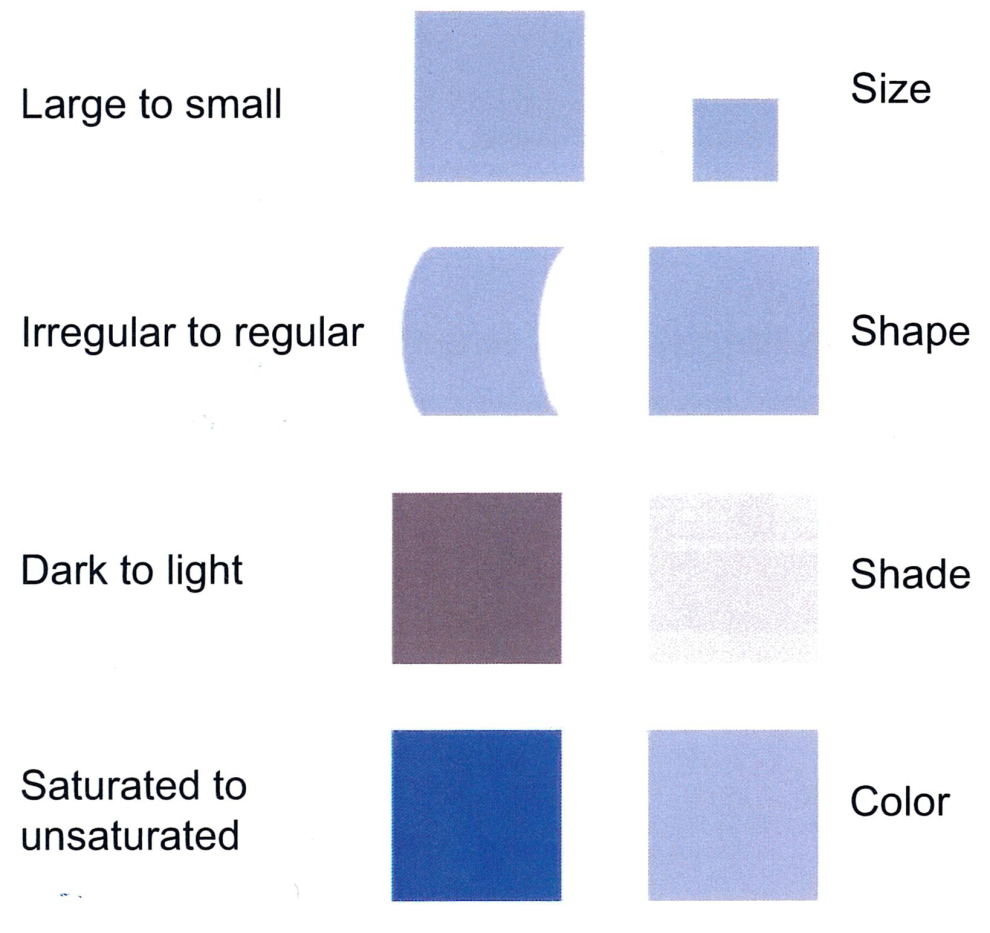 Large to small
Size
Irregular to regular
Shape
Dark to light
Shade
Saturated to
unsaturated
Color